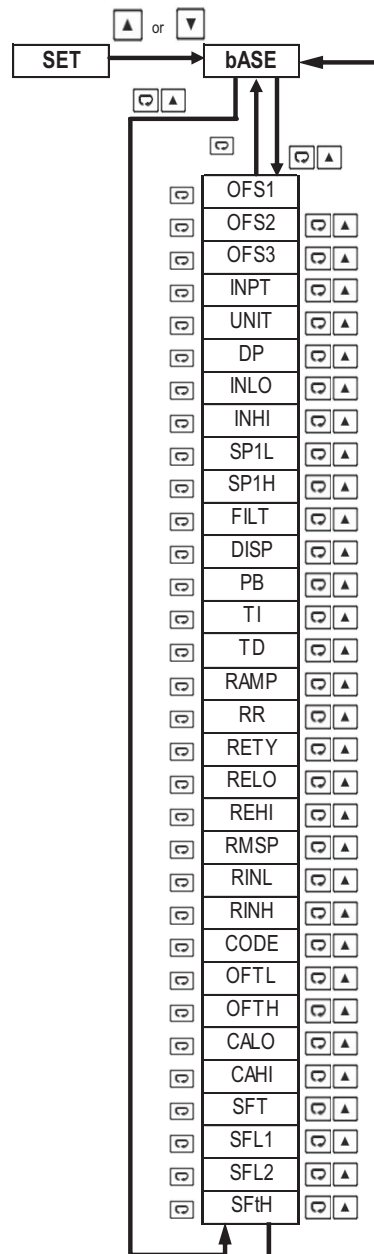 or
SET
bASE
OFS1
OFS2
OFS3
INPT
UNIT
DP
INLO
INHI
SP1L
SP1H
FILT
DISP
PB
TI
TD
RAMP
RR
RETY
RELO
REHI
RMSP
RINL
RINH
CODE
OFTL
OFTH
CALO
CAHI
SFT
SFL1
SFL2
SFtH